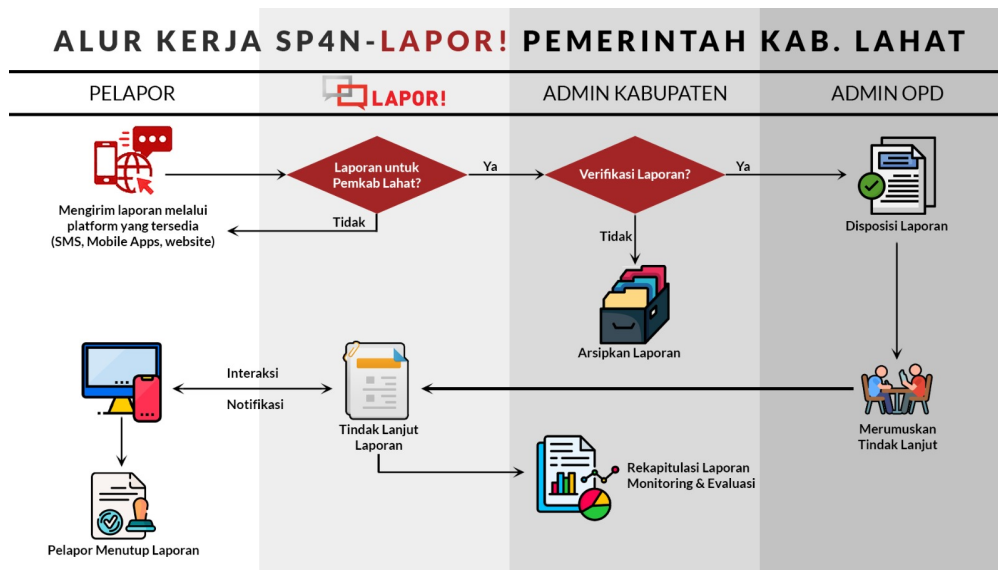 ALUR KERJA SP4N-LAPOR! PEMERINTAH KAB. LAHAT
PELAPOR
LAPOR!
ADMIN KABUPATEN
ADMIN OPD
Mengirim laporan melalui
platform yang tersedia
(SMS, Mobile Apps, website)
Laporan untuk
Pemkab Lahat?
Ya
Tidak
Verifikasi Laporan?
Ya
Tidak
Disposisi Laporan
Arsipkan Laporan
Interaksi
Notifikasi
Tindak Lanjut
Laporan
Merumuskan
Tindak Lanjut
Rekapitulasi Laporan
Monitoring & Evaluasi
Pelapor Menutup Laporan